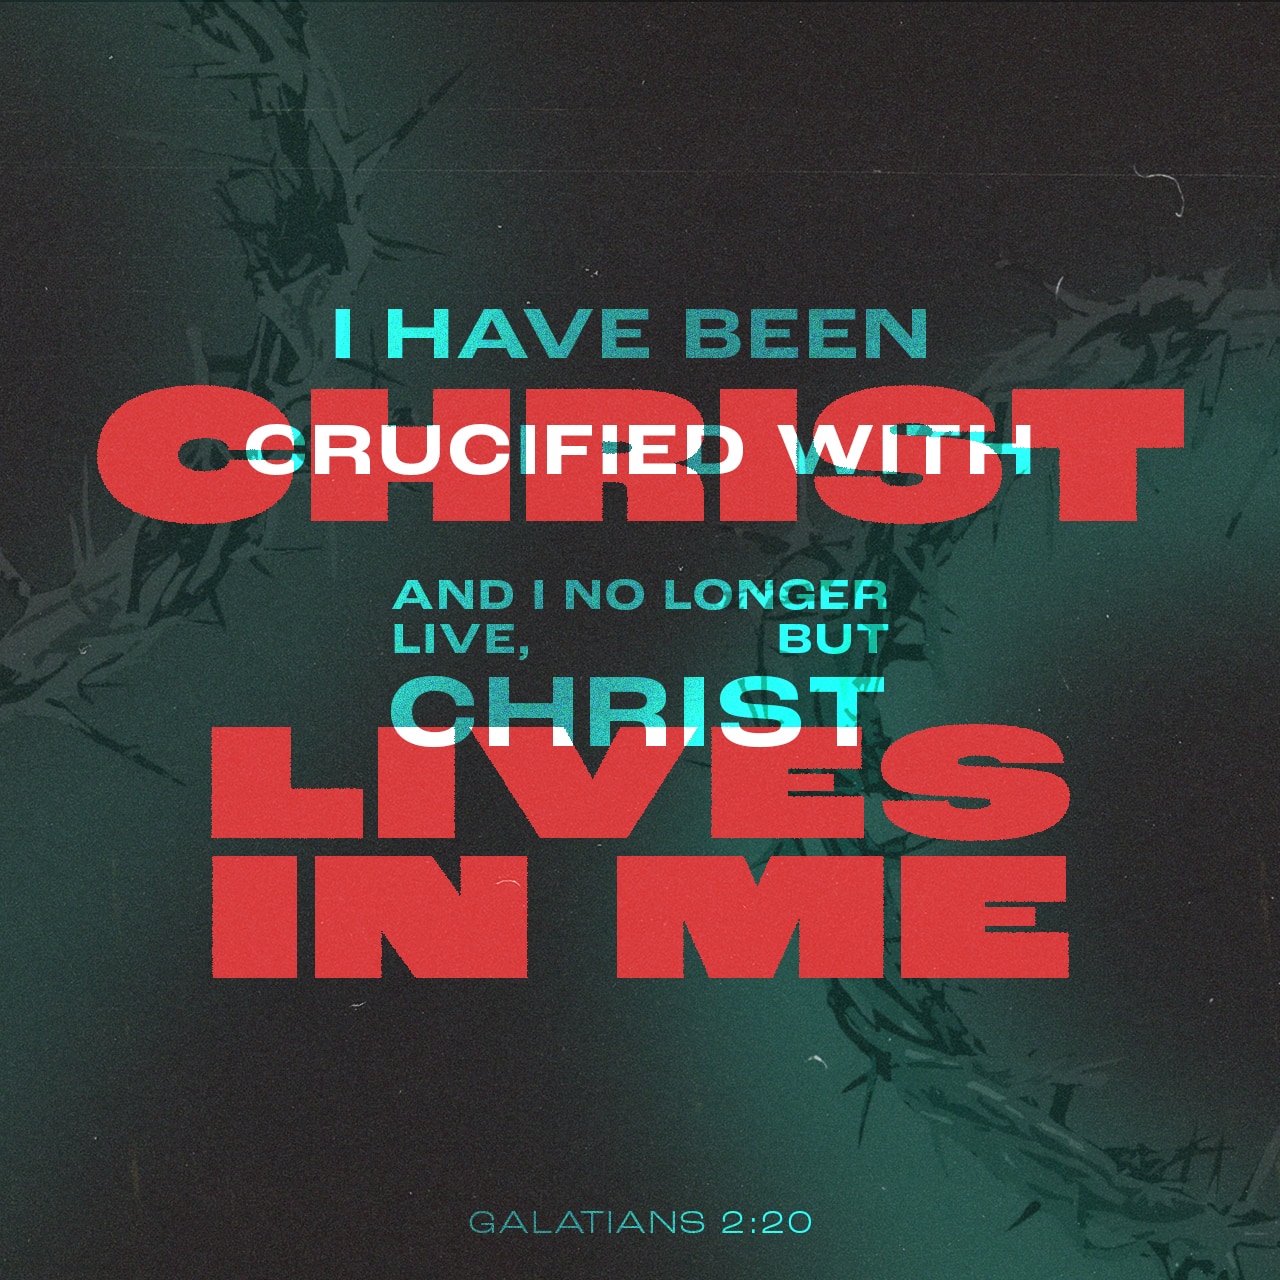 I HAVE BEEN
CRUCIFIED WITH
CHRIST
AND I NO LONGER
LIVE, BUT
CHRIST
LIVES
IN ME
GALATIANS 2:20